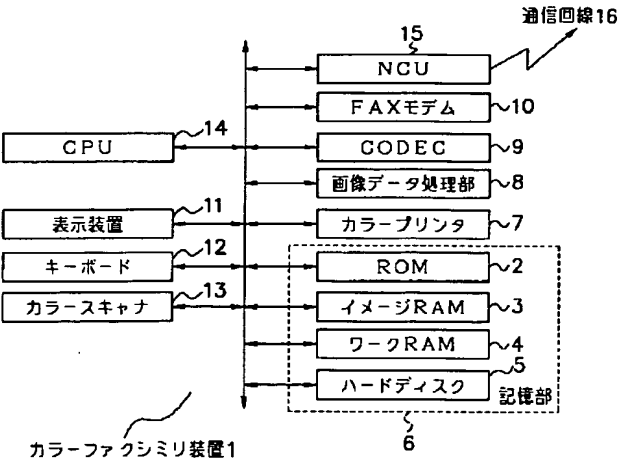 通信回線16
15
NCU
FAXモデム 10
CPU 14
CODEC 9
画像データ処理部 8
表示装置 11
カラープリンタ 7
キーボード 12
ROM 2
カラースキャナ 13
イメージRAM 3
ワークRAM 4
ハードディスク 5
記憶部
6
カラーファクシミリ装置1